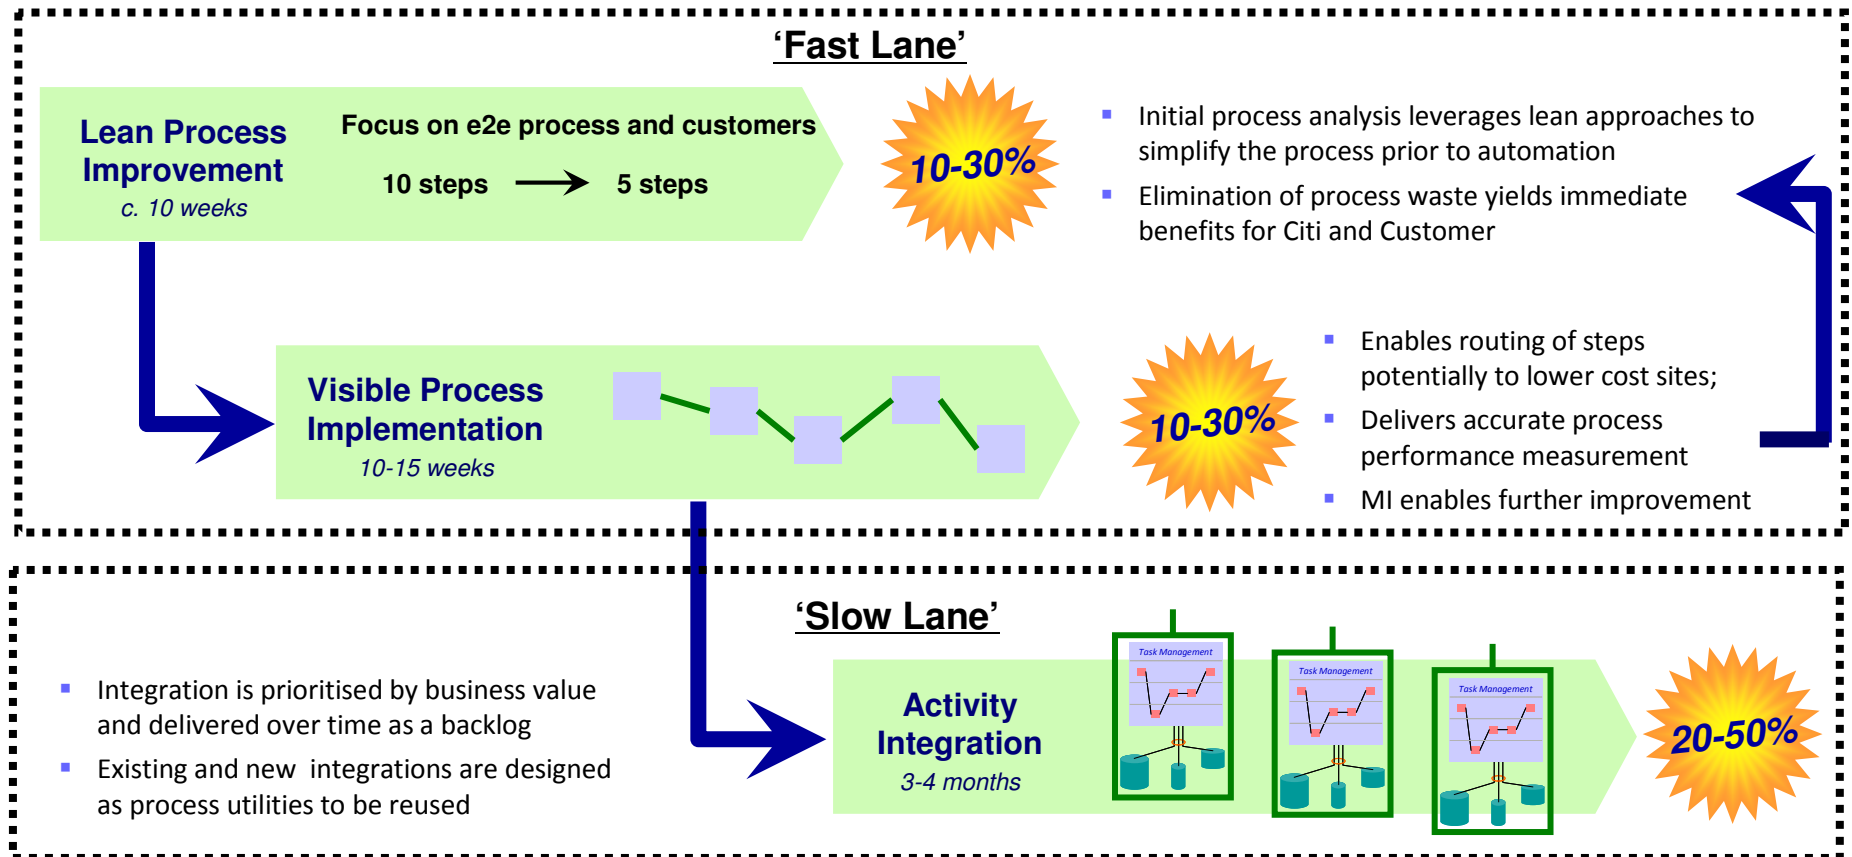 ‘Fast Lane’
Lean Process
Improvement
c. 10 weeks
Focus on e2e process and customers
10 steps
5 steps
10-30%
Initial process analysis leverages lean approaches to
simplify the process prior to automation
Elimination of process waste yields immediate
benefits for Citi and Customer
Visible Process
Implementation
10-15 weeks
10-30%
Enables routing of steps
potentially to lower cost sites;
Delivers accurate process
performance measurement
MI enables further improvement
‘Slow Lane’
Integration is prioritised by business value
and delivered over time as a backlog
Existing and new  integrations are designed
as process utilities to be reused
Activity
Integration
3-4 months
Task Management
Task Management
Task Management
20-50%